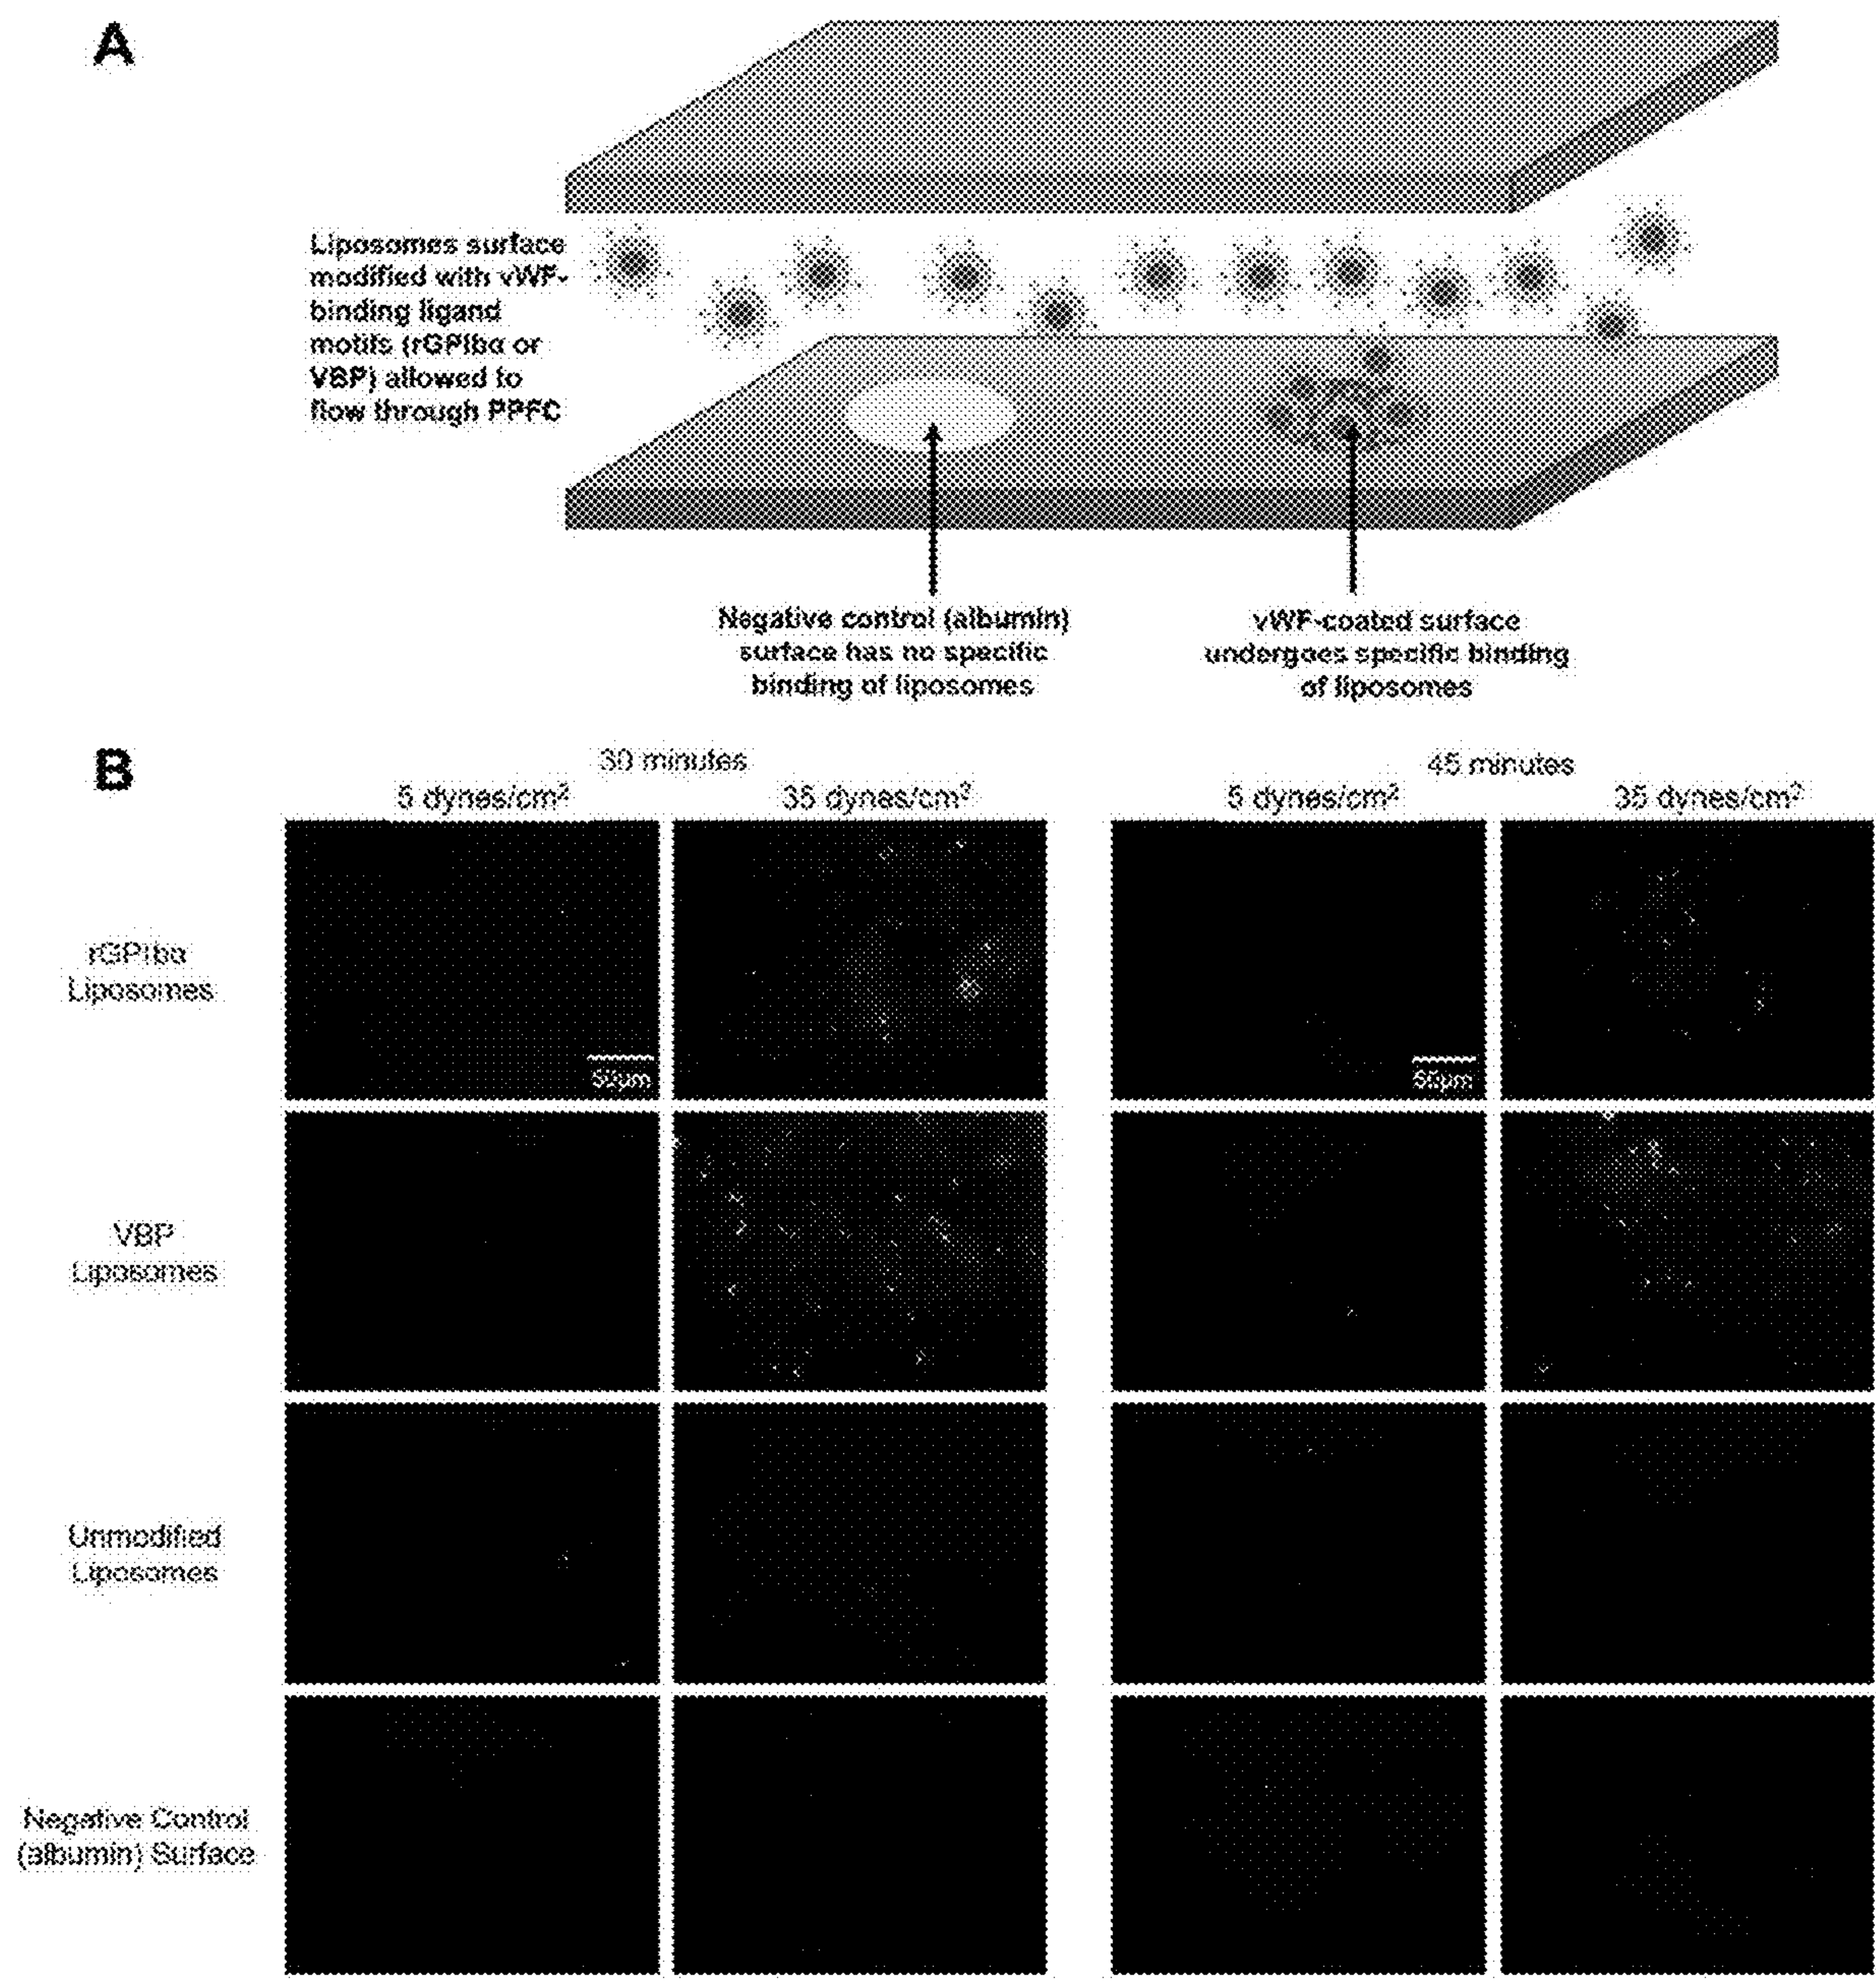 A
Liposomes surface
modified with vWF-
binding ligand
motifs (rGPIbα or
VBP) allowed to
flow through PPFC
Negative control (albumin)
surface has no specific
binding of liposomes
vWF-coated surface
undergoes specific binding
of liposomes
B
30 minutes
45 minutes
5 dynes/cm²
35 dynes/cm²
5 dynes/cm²
35 dynes/cm²
rGPIbα
Liposomes
50µm
50µm
VBP
Liposomes
Unmodified
Liposomes
Negative Control
(albumin) Surface